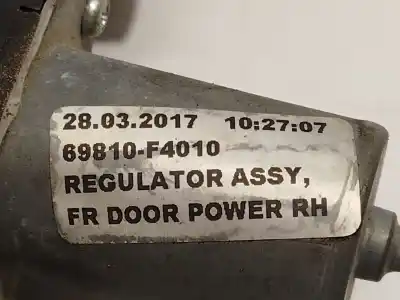 28.03.2017 10:27:07
69810-F4010
REGULATOR ASSY,
FR DOOR POWER RH